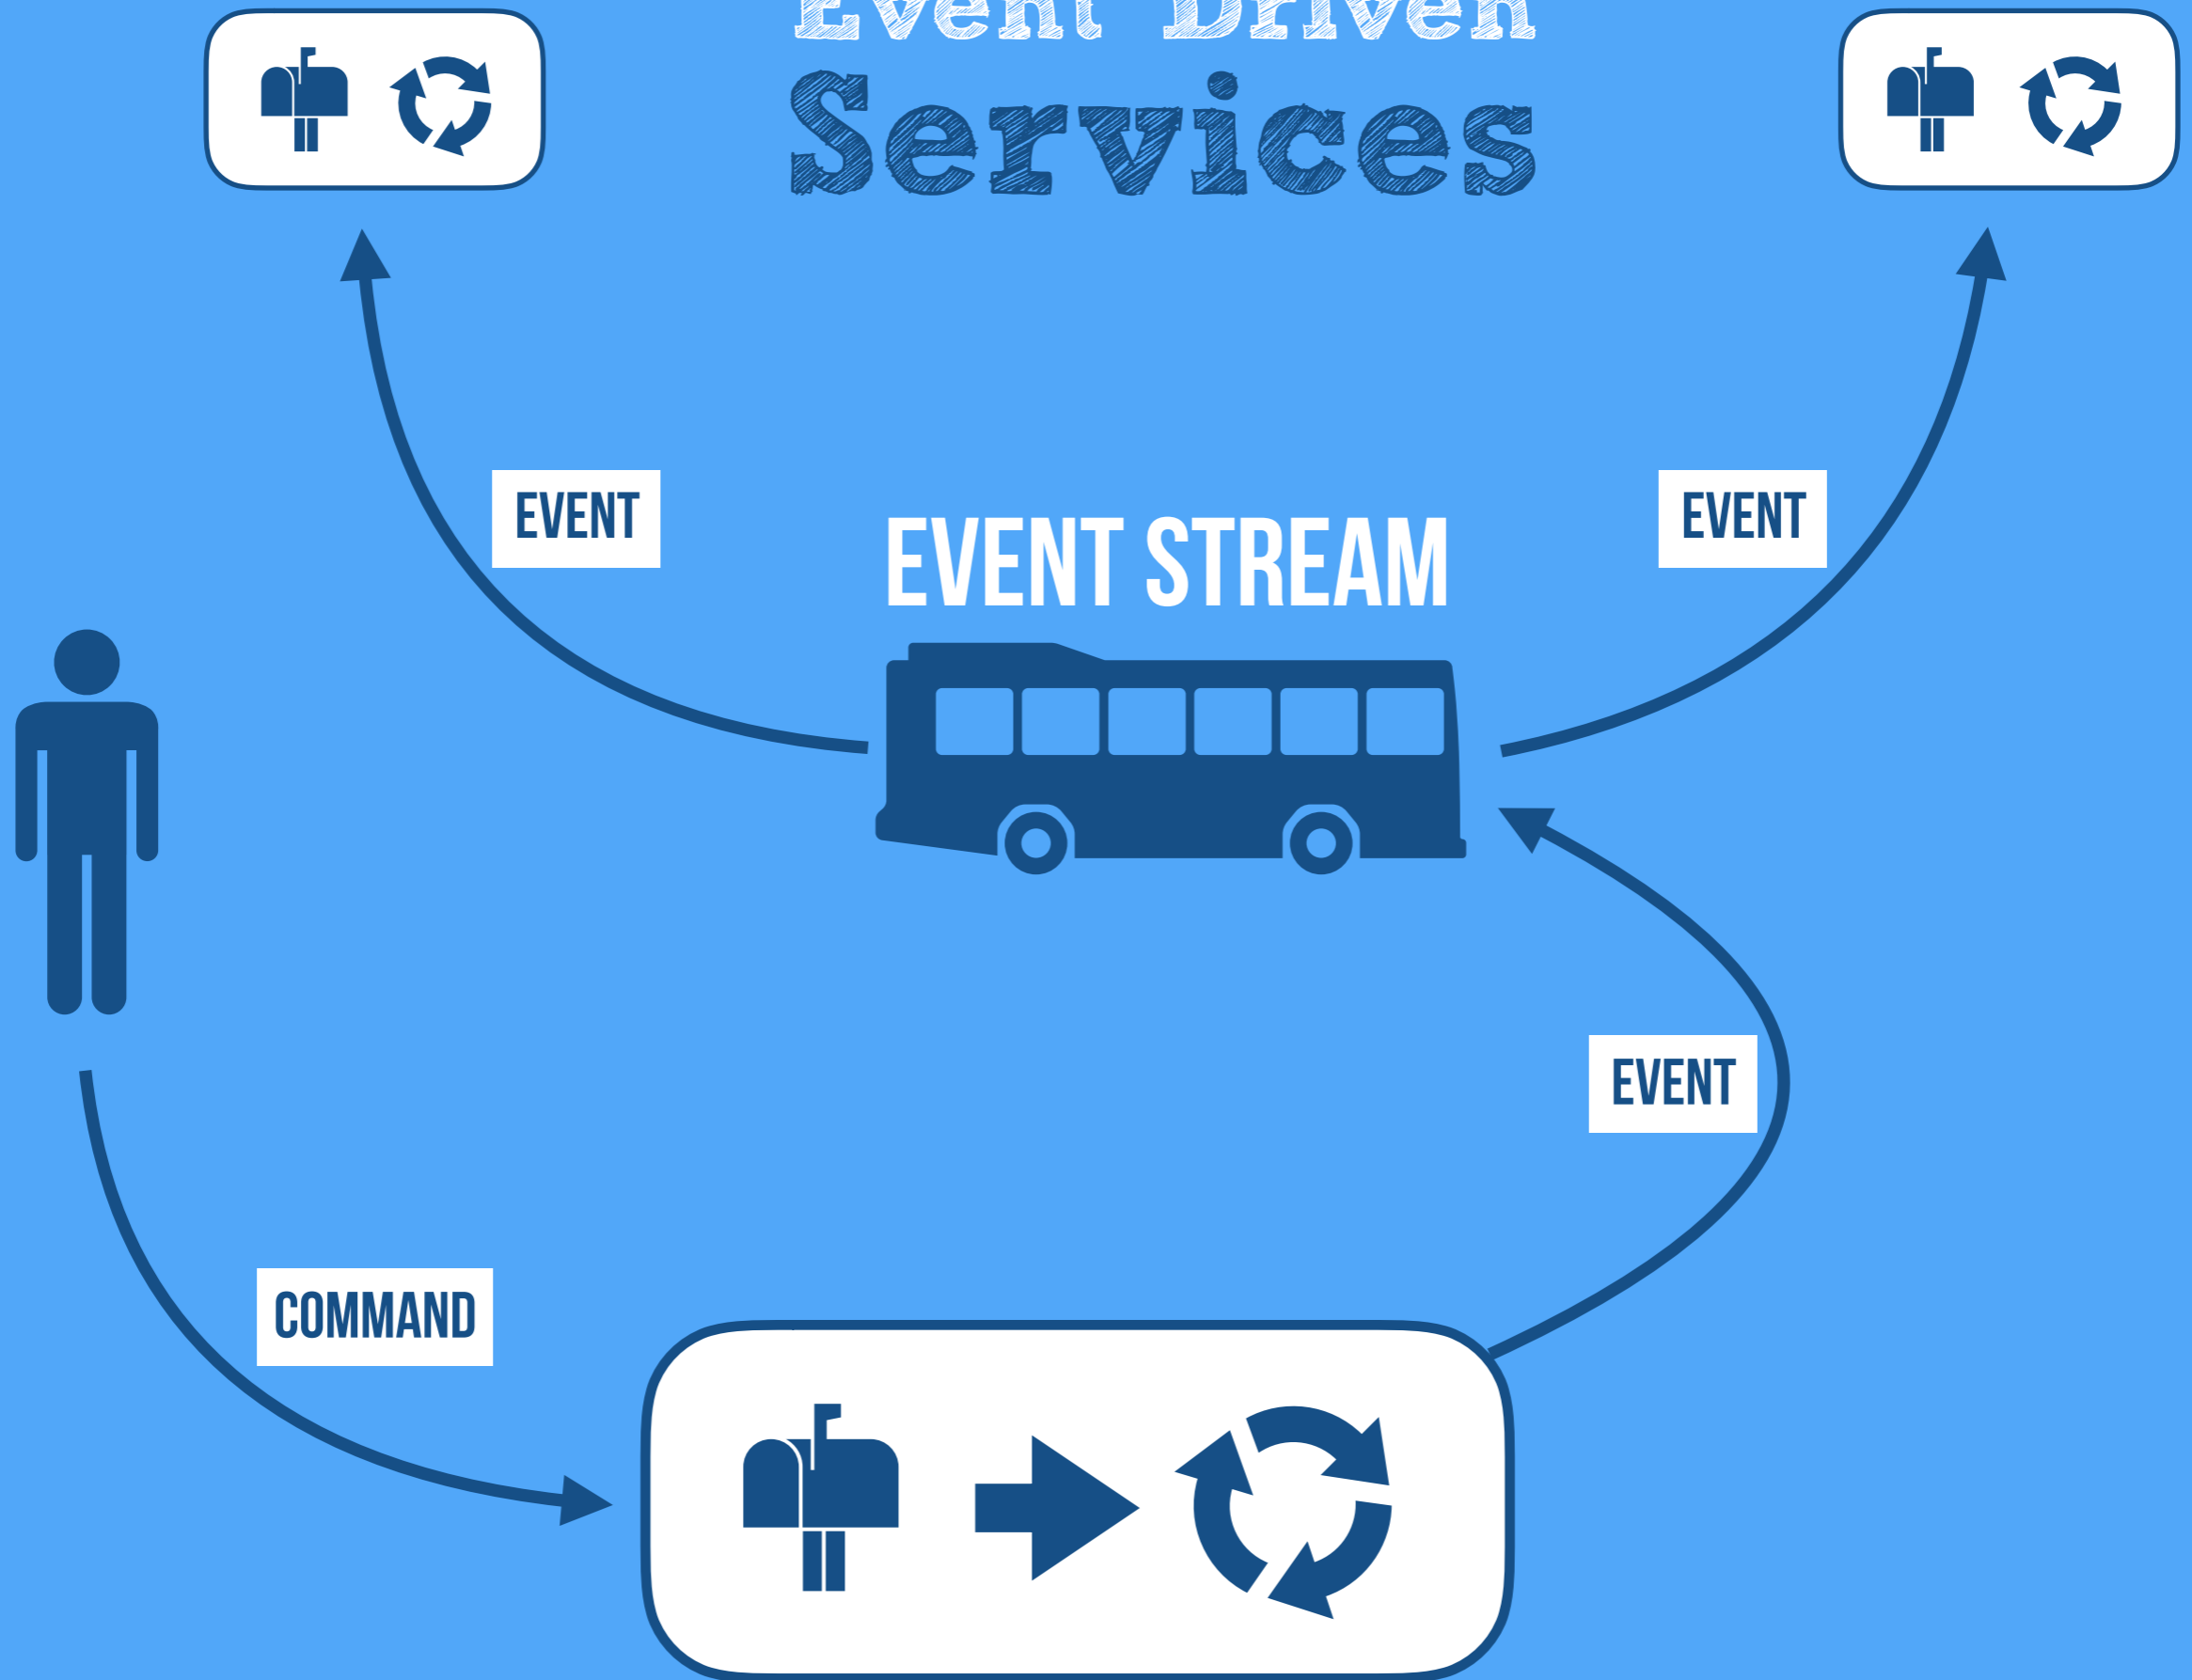 Event Driven
Services
EVENT
EVENT
EVENT STREAM
EVENT
COMMAND